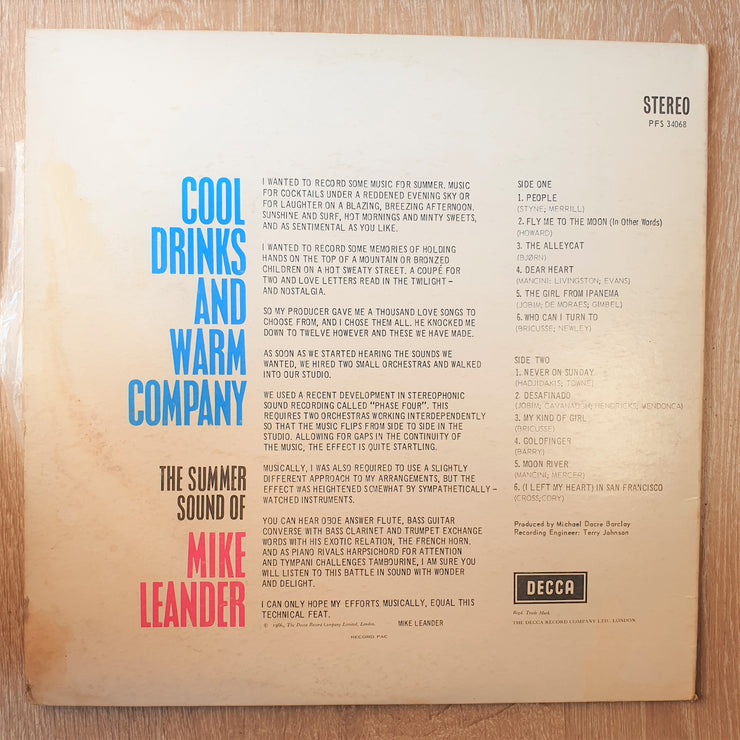 STEREO
PFS 34068
COOL
DRINKS
AND
WARM
COMPANY
THE SUMMER
SOUND OF
MIKE
LEANDER
I WANTED TO RECORD SOME MUSIC FOR SUMMER. MUSIC
FOR COCKTAILS UNDER A REDDENED EVENING SKY OR
FOR LAUGHTER ON A BLAZING, BREEZING AFTERNOON.
SUNSHINE AND SURF, HOT MORNINGS AND MINTY SWEETS,
AND AS SENTIMENTAL AS YOU LIKE.
I WANTED TO RECORD SOME MEMORIES OF HOLDING
HANDS ON THE TOP OF A MOUNTAIN OR BRONZED
CHILDREN ON A HOT SWEATY STREET. A COUPÉ FOR
TWO AND LOVE LETTERS READ IN THE TWILIGHT –
AND NOSTALGIA.
SO MY PRODUCER GAVE ME A THOUSAND LOVE SONGS TO
CHOOSE FROM, AND I CHOSE THEM ALL. HE KNOCKED ME
DOWN TO TWELVE HOWEVER AND THESE WE HAVE MADE.
AS SOON AS WE STARTED HEARING THE SOUNDS WE
WANTED, WE HIRED TWO SMALL ORCHESTRAS AND WALKED
INTO OUR STUDIO.
WE USED A RECENT DEVELOPMENT IN STEREOPHONIC
SOUND RECORDING CALLED "PHASE FOUR". THIS
REQUIRES TWO ORCHESTRAS WORKING INTERDEPENDENTLY
SO THAT THE MUSIC FLIPS FROM SIDE TO SIDE IN THE
STUDIO. ALLOWING FOR GAPS IN THE CONTINUITY OF
THE MUSIC, THE EFFECT IS QUITE STARTLING.
MUSICALLY, I WAS ALSO REQUIRED TO USE A SLIGHTLY
DIFFERENT APPROACH TO MY ARRANGEMENTS, BUT THE
EFFECT WAS HEIGHTENED SOMEWHAT BY SYMPATHETICALLY –
WATCHED INSTRUMENTS.
YOU CAN HEAR OBOE ANSWER FLUTE, BASS GUITAR
CONVERSE WITH BASS CLARINET AND TRUMPET EXCHANGE
WORDS WITH HIS EXOTIC RELATION, THE FRENCH HORN.
AND AS PIANO RIVALS HARPSICHORD FOR ATTENTION
AND TYMPANI CHALLENGES TAMBOURINE, I AM SURE YOU
WILL LISTEN TO THIS BATTLE IN SOUND WITH WONDER
AND DELIGHT.
I CAN ONLY HOPE MY EFFORTS, MUSICALLY, EQUAL THIS
TECHNICAL FEAT.
© 1966, The Decca Record Company Limited, London. MIKE LEANDER
RECORD PAC
SIDE ONE
1. PEOPLE
(STYNE; MERRILL)
2. FLY ME TO THE MOON (In Other Words)
(HOWARD)
3. THE ALLEYCAT
(BJØRN)
4. DEAR HEART
(MANCINI; LIVINGSTON; EVANS)
5. THE GIRL FROM IPANEMA
(JOBIM; DE MORAES; GIMBEL)
6. WHO CAN I TURN TO
(BRICUSSE; NEWLEY)
SIDE TWO
1. NEVER ON SUNDAY
(HADJIDAKIS; TOWNE)
2. DESAFINADO
(JOBIM; CAVANAUGH; HENDRICKS; MENDONCA)
3. MY KIND OF GIRL
(BRICUSSE)
4. GOLDFINGER
(BARRY)
5. MOON RIVER
(MANCINI; MERCER)
6. (I LEFT MY HEART) IN SAN FRANCISCO
(CROSS; CORY)
Produced by Michael Dacre Barclay
Recording Engineer: Terry Johnson
DECCA
Regd. Trade Mark
THE DECCA RECORD COMPANY LTD., LONDON.